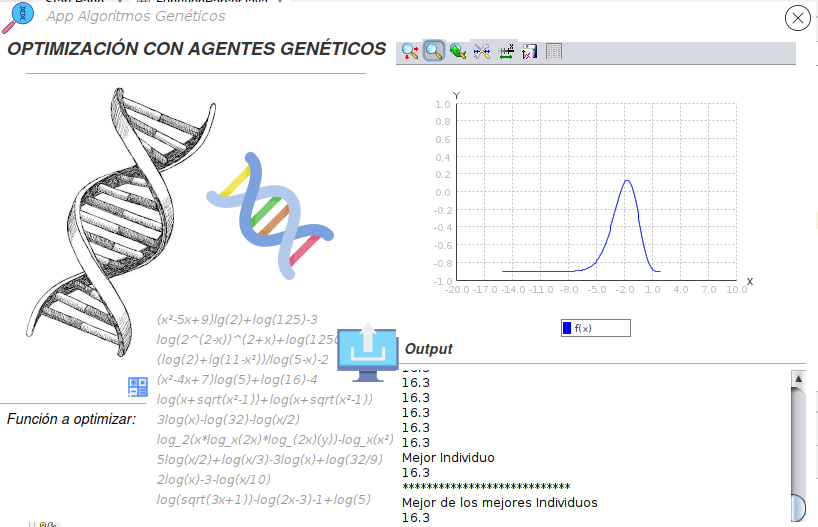 App Algoritmos Genéticos
OPTIMIZACIÓN CON AGENTES GENÉTICOS
Y
1.0
0.8
0.6
0.4
0.2
0.0
-0.2
-0.4
-0.6
-0.8
-1.0
-20.0 -17.0 -14.0 -11.0 -8.0 -5.0 -2.0 1.0 4.0 7.0 10.0
X
f(x)
(x²-5x+9)lg(2)+log(125)-3
log(2^(2-x))^(2+x)+log(125
(log(2)+lg(11-x²))/log(5-x)-2
(x²-4x+7)log(5)+log(16)-4
log(x+sqrt(x²-1))+log(x+sqrt(x²-1))
3log(x)-log(32)-log(x/2)
log_2(x*log_x(2x)*log_(2x)(y))-log_x(x²)
5log(x/2)+log(x/3)-3log(x)+log(32/9)
2log(x)-3-log(x/10)
log(sqrt(3x+1))-log(2x-3)-1+log(5)
Función a optimizar:
Output
16.3
16.3
16.3
16.3
16.3
16.3
Mejor Individuo
16.3
****************************
Mejor de los mejores Individuos
16.3